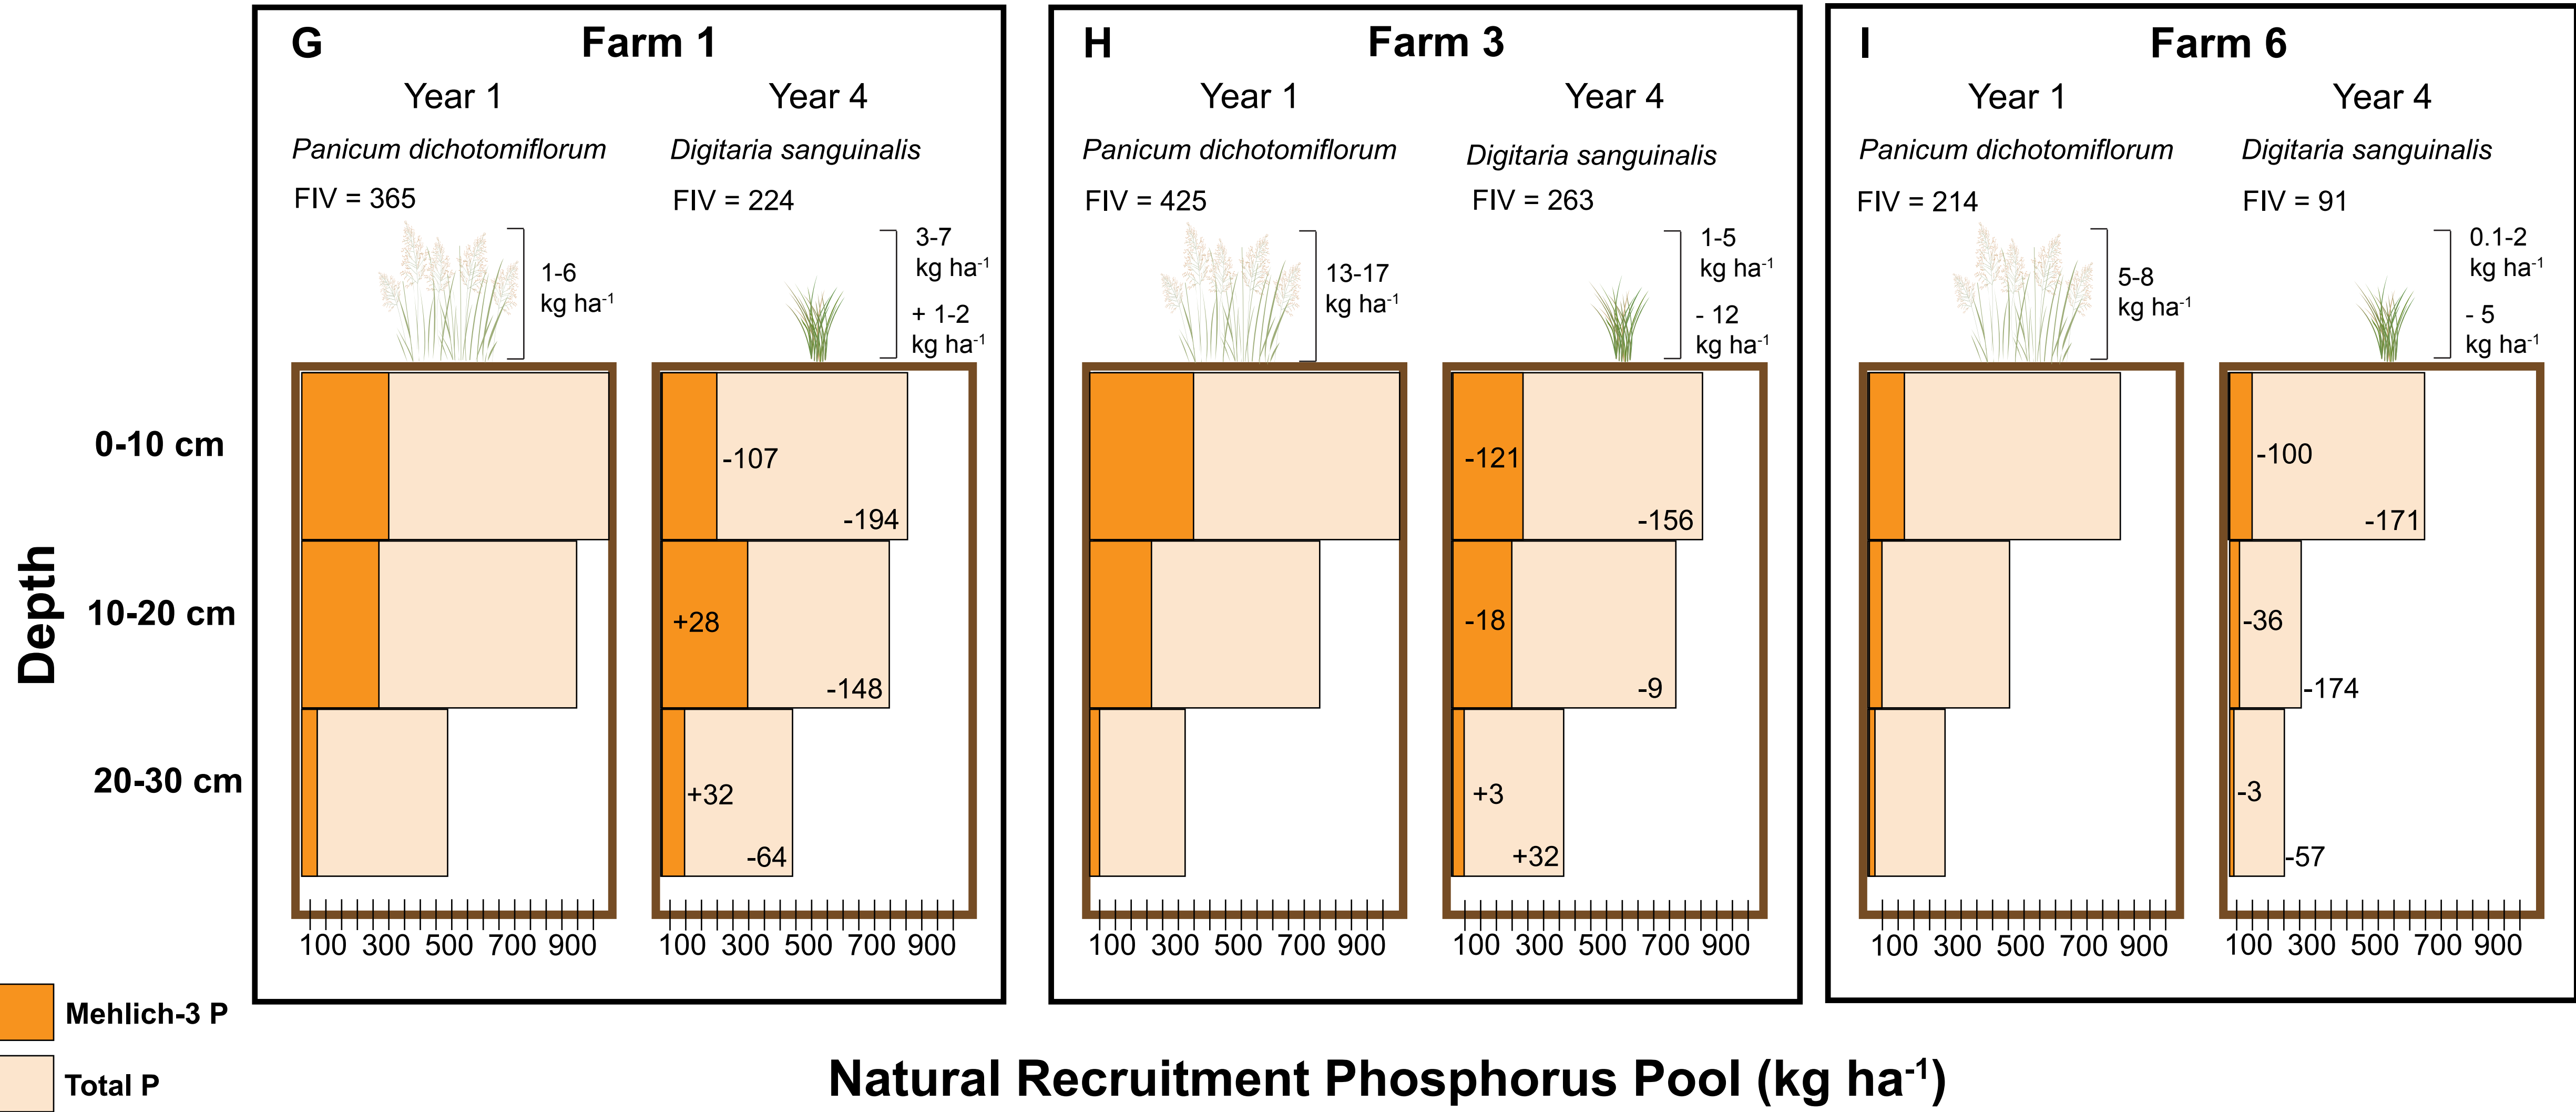 G Farm 1
Year 1 Year 4
Panicum dichotomiflorum Digitaria sanguinalis
FIV = 365 FIV = 224
1-6
kg ha-1
3-7
kg ha-1
+ 1-2
kg ha-1
-107
-194
+28
-148
+32
-64
100 300 500 700 900
100 300 500 700 900
H Farm 3
Year 1 Year 4
Panicum dichotomiflorum Digitaria sanguinalis
FIV = 425 FIV = 263
13-17
kg ha-1
1-5
kg ha-1
- 12
kg ha-1
-121
-156
-18
-9
+3
+32
100 300 500 700 900
100 300 500 700 900
I Farm 6
Year 1 Year 4
Panicum dichotomiflorum Digitaria sanguinalis
FIV = 214 FIV = 91
5-8
kg ha-1
0.1-2
kg ha-1
- 5
kg ha-1
-100
-171
-36
-174
-3
-57
100 300 500 700 900
100 300 500 700 900
Depth
0-10 cm
10-20 cm
20-30 cm
Mehlich-3 P
Total P
Natural Recruitment Phosphorus Pool (kg ha-1)